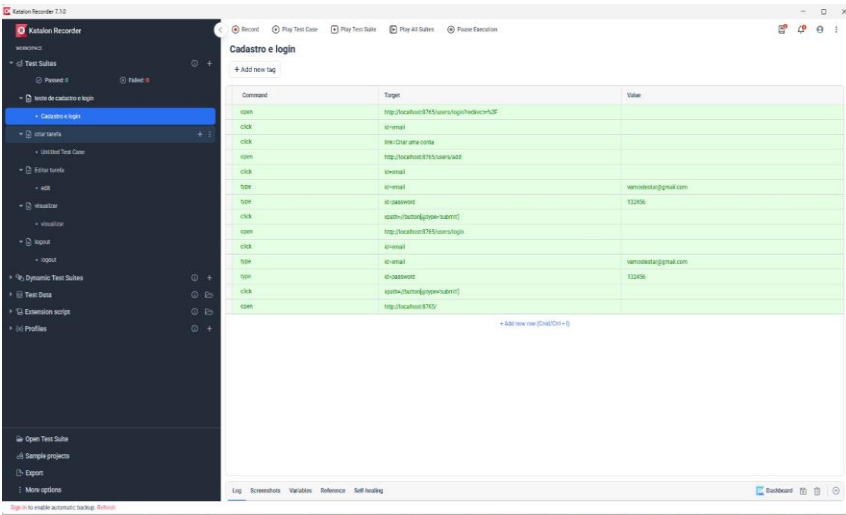 Katalon Recorder 7.1.0
Katalon Recorder
WORKSPACE
Test Suites
Passed: 0 Failed: 0
teste de cadastro e login
Cadastro e login
criar tarefa
Untitled Test Case
Editar tarefa
edit
visualizar
visualizar
logout
logout
Dynamic Test Suites
Test Data
Extension script
Profiles
Open Test Suite
Sample projects
Export
More options
Sign in to enable automatic backup. Refresh
Record Play Test Case Play Test Suite Play All Suites Pause Execution
Cadastro e login
+ Add new tag
Command Target Value
open http://localhost:8765/users/login?redirect=%2F
click id=email
click link=Criar uma conta
open http://localhost:8765/users/add
click id=email
type id=email vamostestar@gmail.com
type id=password 132456
click xpath=//button[@type='submit']
open http://localhost:8765/users/login
click id=email
type id=email vamostestar@gmail.com
type id=password 132456
click xpath=//button[@type='submit']
open http://localhost:8765/
+ Add new row (Cmd/Ctrl + I)
Log Screenshots Variables Reference Self-healing
Dashboard